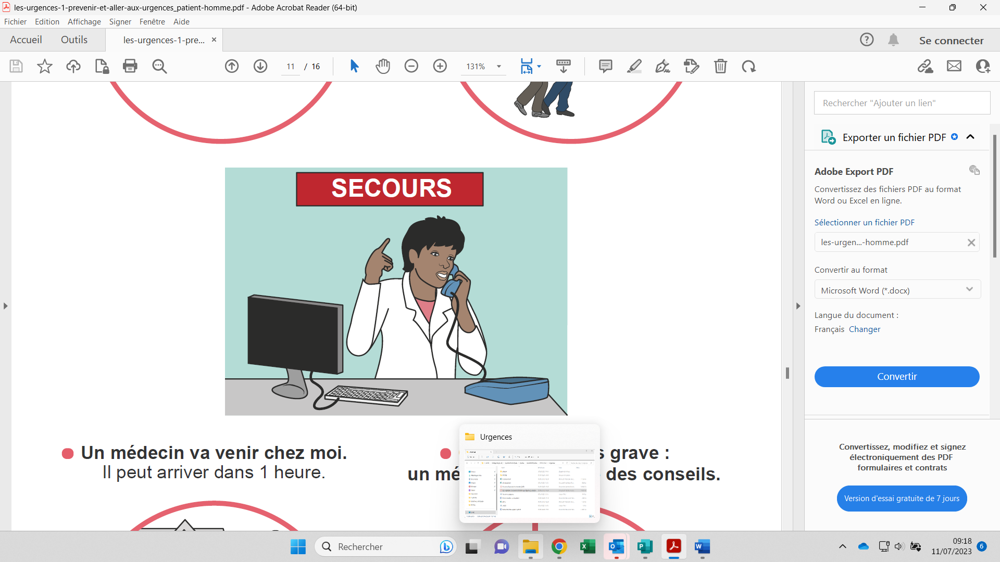 les-urgences-1-prevenir-et-aller-aux-urgences_patient-homme.pdf - Adobe Acrobat Reader (64-bit)
Fichier Edition Affichage Signer Fenêtre Aide
Accueil Outils les-urgences-1-pre... Se connecter
11 / 16 131%
Rechercher "Ajouter un lien"
Exporter un fichier PDF
Adobe Export PDF
Convertissez des fichiers PDF au format
Word ou Excel en ligne.
Sélectionner un fichier PDF
les-urgen...-homme.pdf
Convertir au format
Microsoft Word (*.docx)
Langue du document :
Français Changer
Convertir
Convertissez, modifiez et signez
électroniquement des PDF
formulaires et contrats
Version d'essai gratuite de 7 jours
SECOURS
Un médecin va venir chez moi.
Il peut arriver dans 1 heure.
grave :
un mé des conseils.
Urgences
Rechercher
09:18
11/07/2023 6